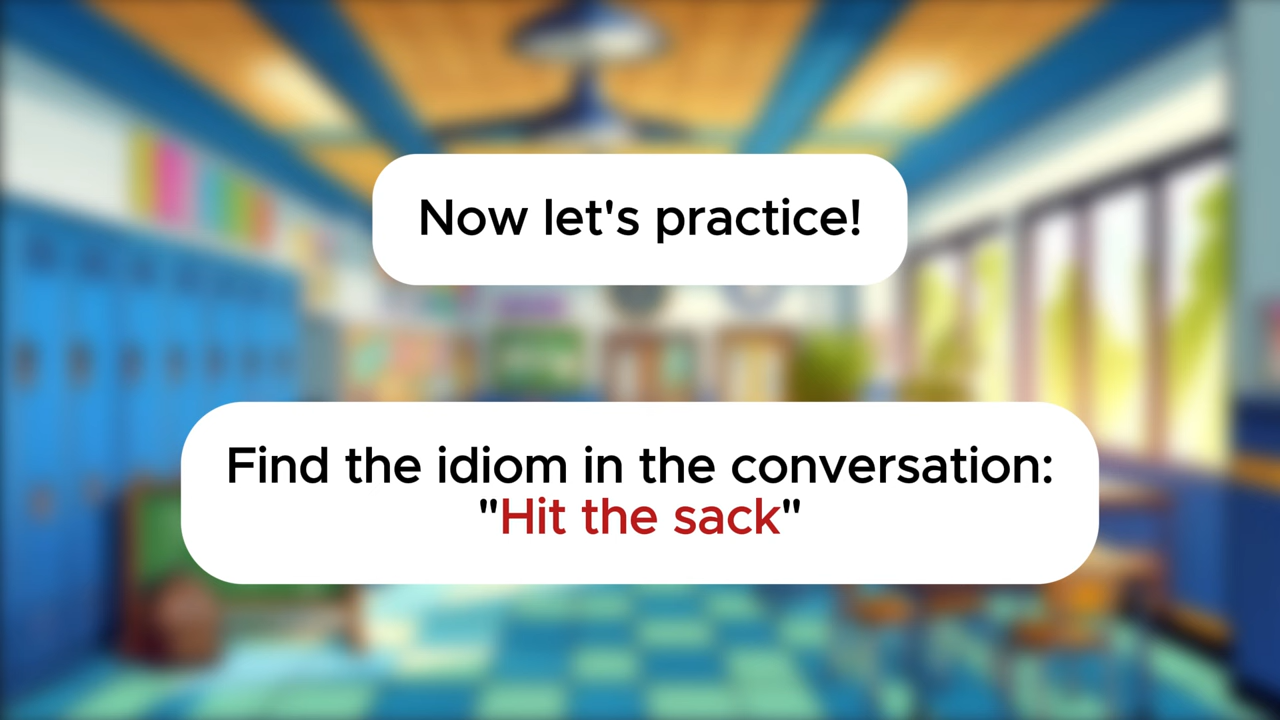 Now let's practice!
Find the idiom in the conversation:
"Hit the sack"